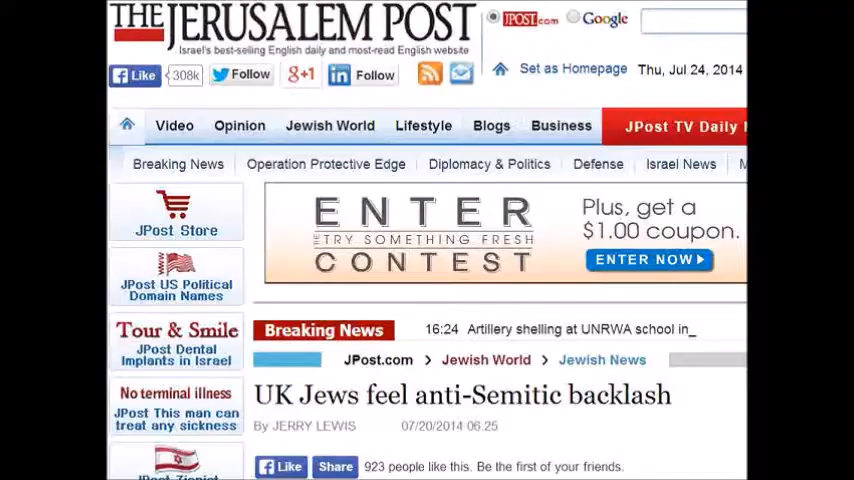 THE JERUSALEM POST
Israel's best-selling English daily and most-read English website
JPOST.com Google
Like 308k Follow g+1 in Follow
Set as Homepage Thu, Jul 24, 2014
Video Opinion Jewish World Lifestyle Blogs Business JPost TV Daily
Breaking News Operation Protective Edge Diplomacy & Politics Defense Israel News
JPost Store
JPost US Political
Domain Names
Tour & Smile
JPost Dental
Implants in Israel
No terminal illness
JPost This man can
treat any sickness
ENTER
THE TRY SOMETHING FRESH
CONTEST
Plus, get a
$1.00 coupon.
ENTER NOW
Breaking News 16:24 Artillery shelling at UNRWA school in_
JPost.com > Jewish World > Jewish News
UK Jews feel anti-Semitic backlash
By JERRY LEWIS 07/20/2014 06.25
Like Share 923 people like this. Be the first of your friends.